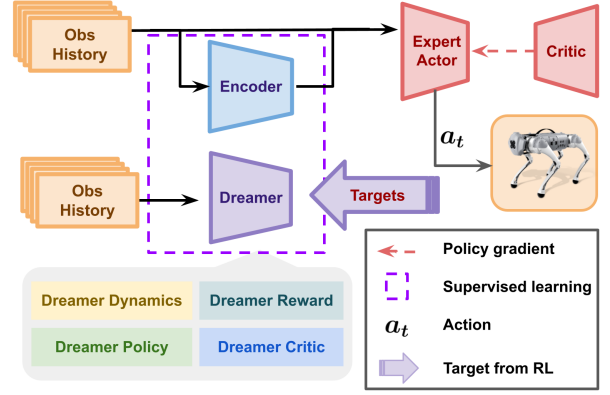 Obs
History
Encoder
Expert
Actor
Critic
a_t
Obs
History
Dreamer
Targets
Dreamer Dynamics
Dreamer Reward
Dreamer Policy
Dreamer Critic
Policy gradient
Supervised learning
a_t
Action
Target from RL